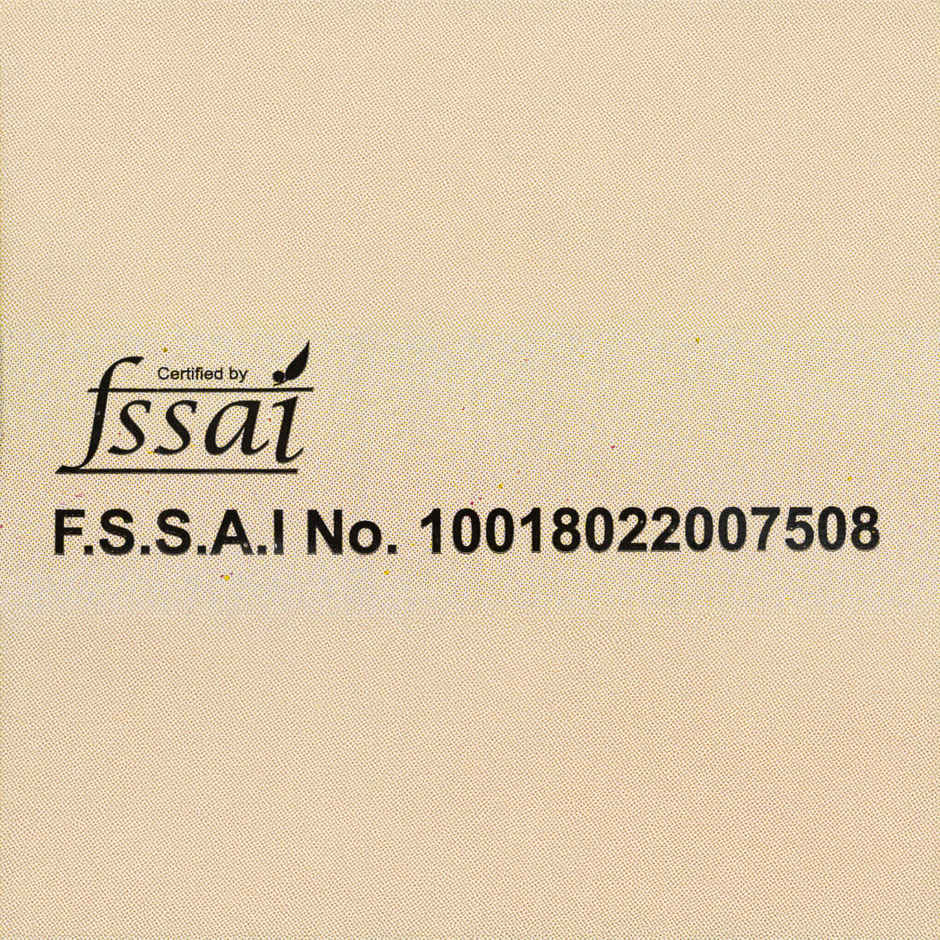 Certified by
fssai
F.S.S.A.I No. 10018022007508